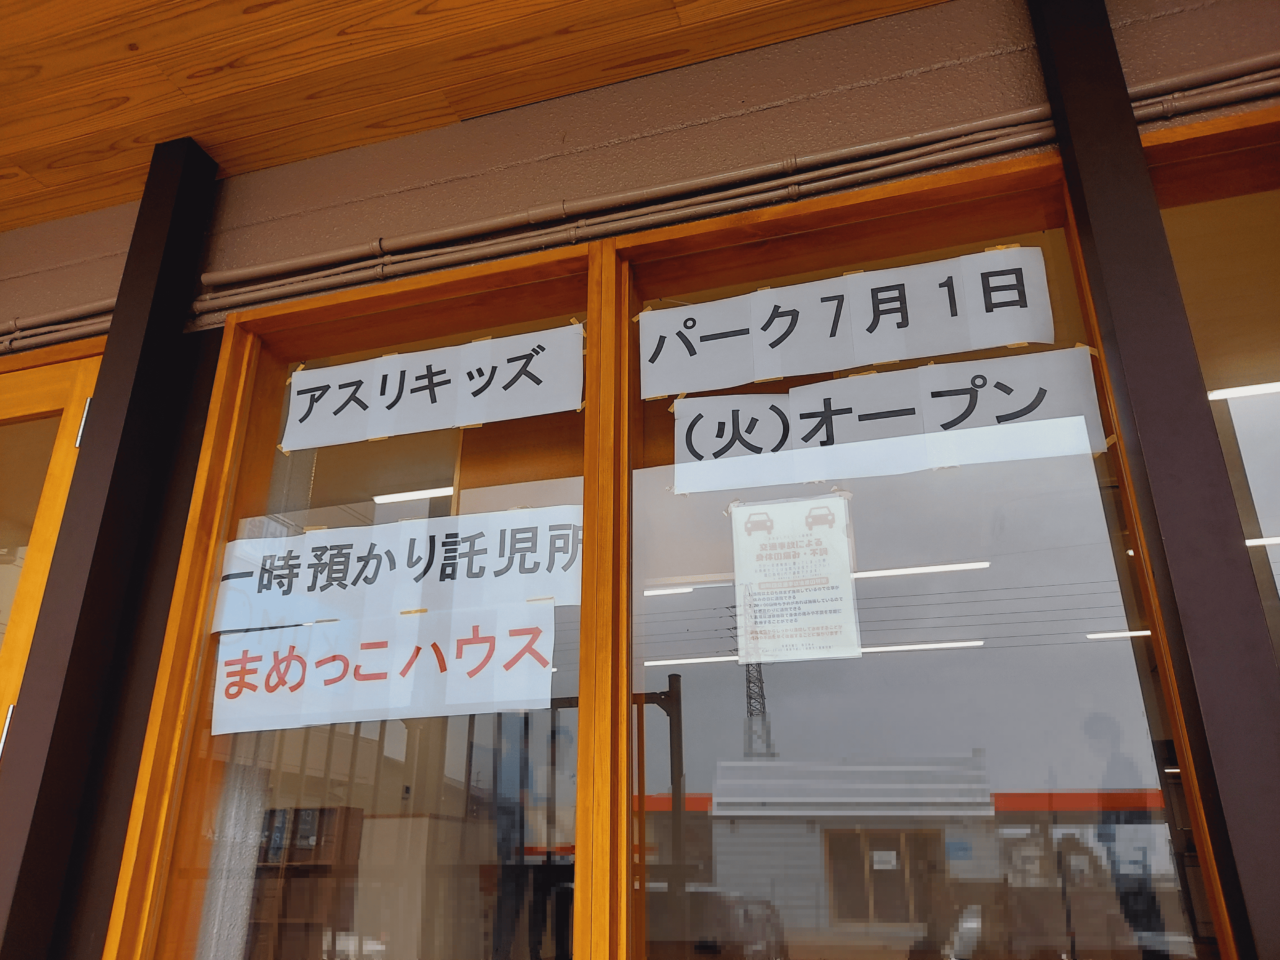 アスリキッズ
パーク7月1日
(火)オープン
一時預かり託児所
まめっこハウス